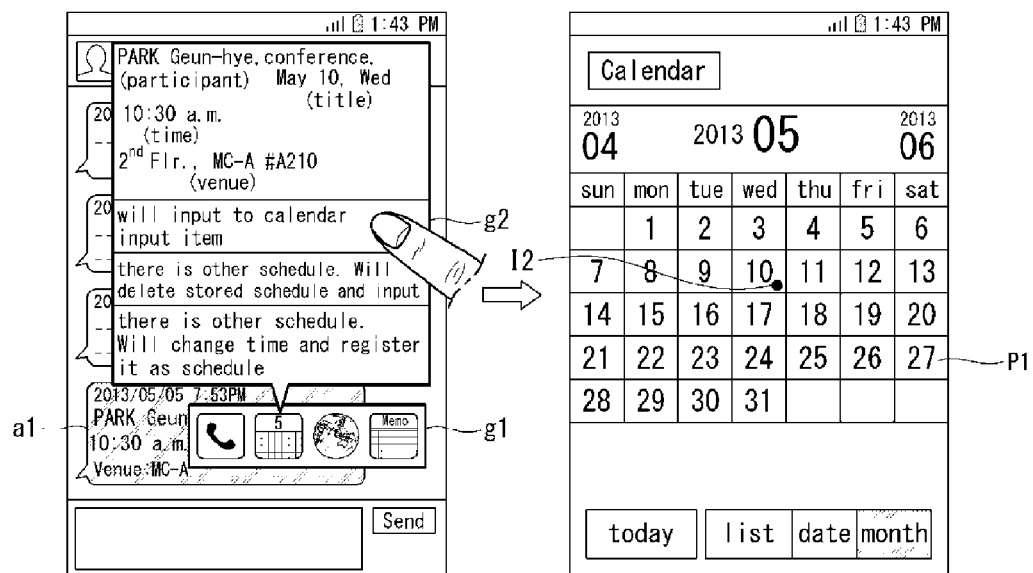 1:43 PM
PARK Geun-hye, conference,
(participant) May 10, Wed
(title)
20 10:30 a.m.
(time)
2nd Flr., MC-A #A210
(venue)
20 will input to calendar
input item
g2
there is other schedule. Will
delete stored schedule and input
20 there is other schedule.
Will change time and register
it as schedule
2013/05/05 7:53PM
PARK Geun
10:30 a.m.
Venue:MC-A
5
Memo
a1
g1
Send
1:43 PM
Calendar
2013 2013 05 2013
04 06
sun mon tue wed thu fri sat
1 2 3 4 5 6
I2
7 8 9 10 11 12 13
14 15 16 17 18 19 20
21 22 23 24 25 26 27
P1
28 29 30 31
today list date month